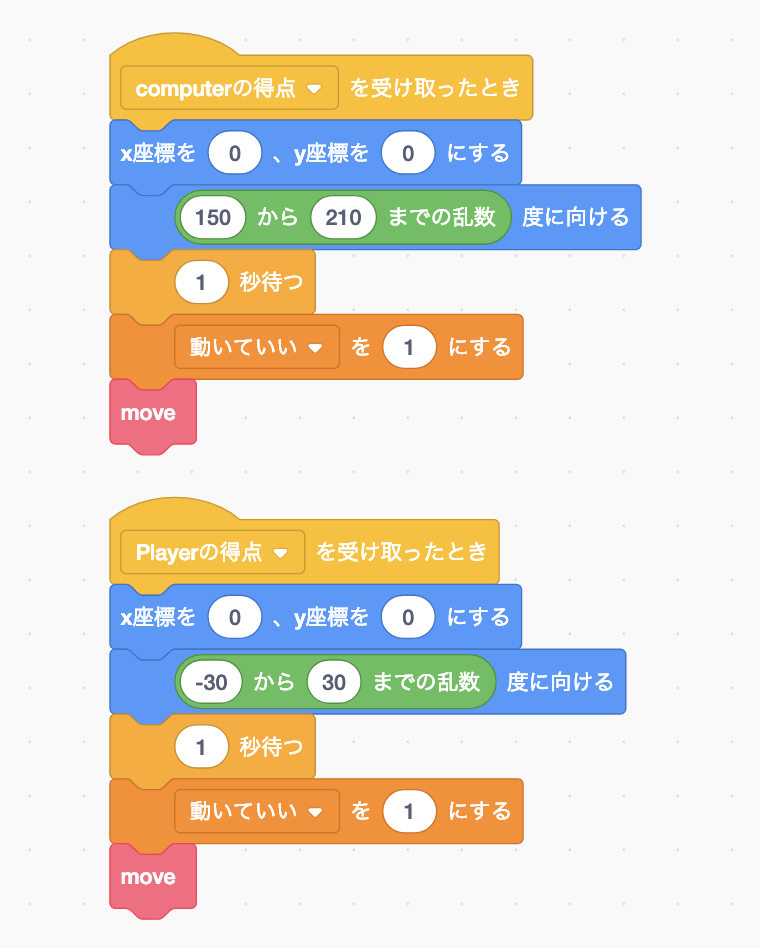 computerの得点 を受け取ったとき
x座標を 0 、y座標を 0 にする
150 から 210 までの乱数 度に向ける
1 秒待つ
動いていい を 1 にする
move
Playerの得点 を受け取ったとき
x座標を 0 、y座標を 0 にする
-30 から 30 までの乱数 度に向ける
1 秒待つ
動いていい を 1 にする
move